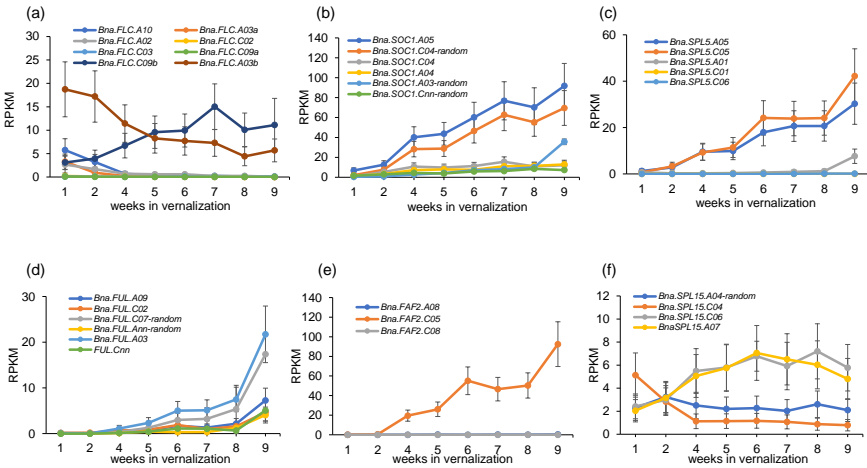 (a)
Bna.FLC.A10 Bna.FLC.A03a
Bna.FLC.A02 Bna.FLC.C02
Bna.FLC.C03 Bna.FLC.C09a
Bna.FLC.C09b Bna.FLC.A03b
RPKM
30
25
20
15
10
5
0
1 2 4 5 6 7 8 9
weeks in vernalization
(b)
Bna.SOC1.A05
Bna.SOC1.C04-random
Bna.SOC1.C04
Bna.SOC1.A04
Bna.SOC1.A03-random
Bna.SOC1.Cnn-random
RPKM
140
120
100
80
60
40
20
0
1 2 4 5 6 7 8 9
weeks in vernalization
(c)
Bna.SPL5.A05
Bna.SPL5.C05
Bna.SPL5.A01
Bna.SPL5.C01
Bna.SPL5.C06
RPKM
60
40
20
0
1 2 4 5 6 7 8 9
weeks in vernalization
(d)
Bna.FUL.A09
Bna.FUL.C02
Bna.FUL.C07-random
Bna.FUL.Ann-random
Bna.FUL.A03
FUL.Cnn
RPKM
30
20
10
0
1 2 4 5 6 7 8 9
weeks in vernalization
(e)
Bna.FAF2.A08
Bna.FAF2.C05
Bna.FAF2.C08
RPKM
140
120
100
80
60
40
20
0
1 2 4 5 6 7 8 9
weeks in vernalization
(f)
Bna.SPL15.A04-random
Bna.SPL15.C04
Bna.SPL15.C06
BnaSPL15.A07
RPKM
12
10
8
6
4
2
0
1 2 4 5 6 7 8 9
weeks in vernalization